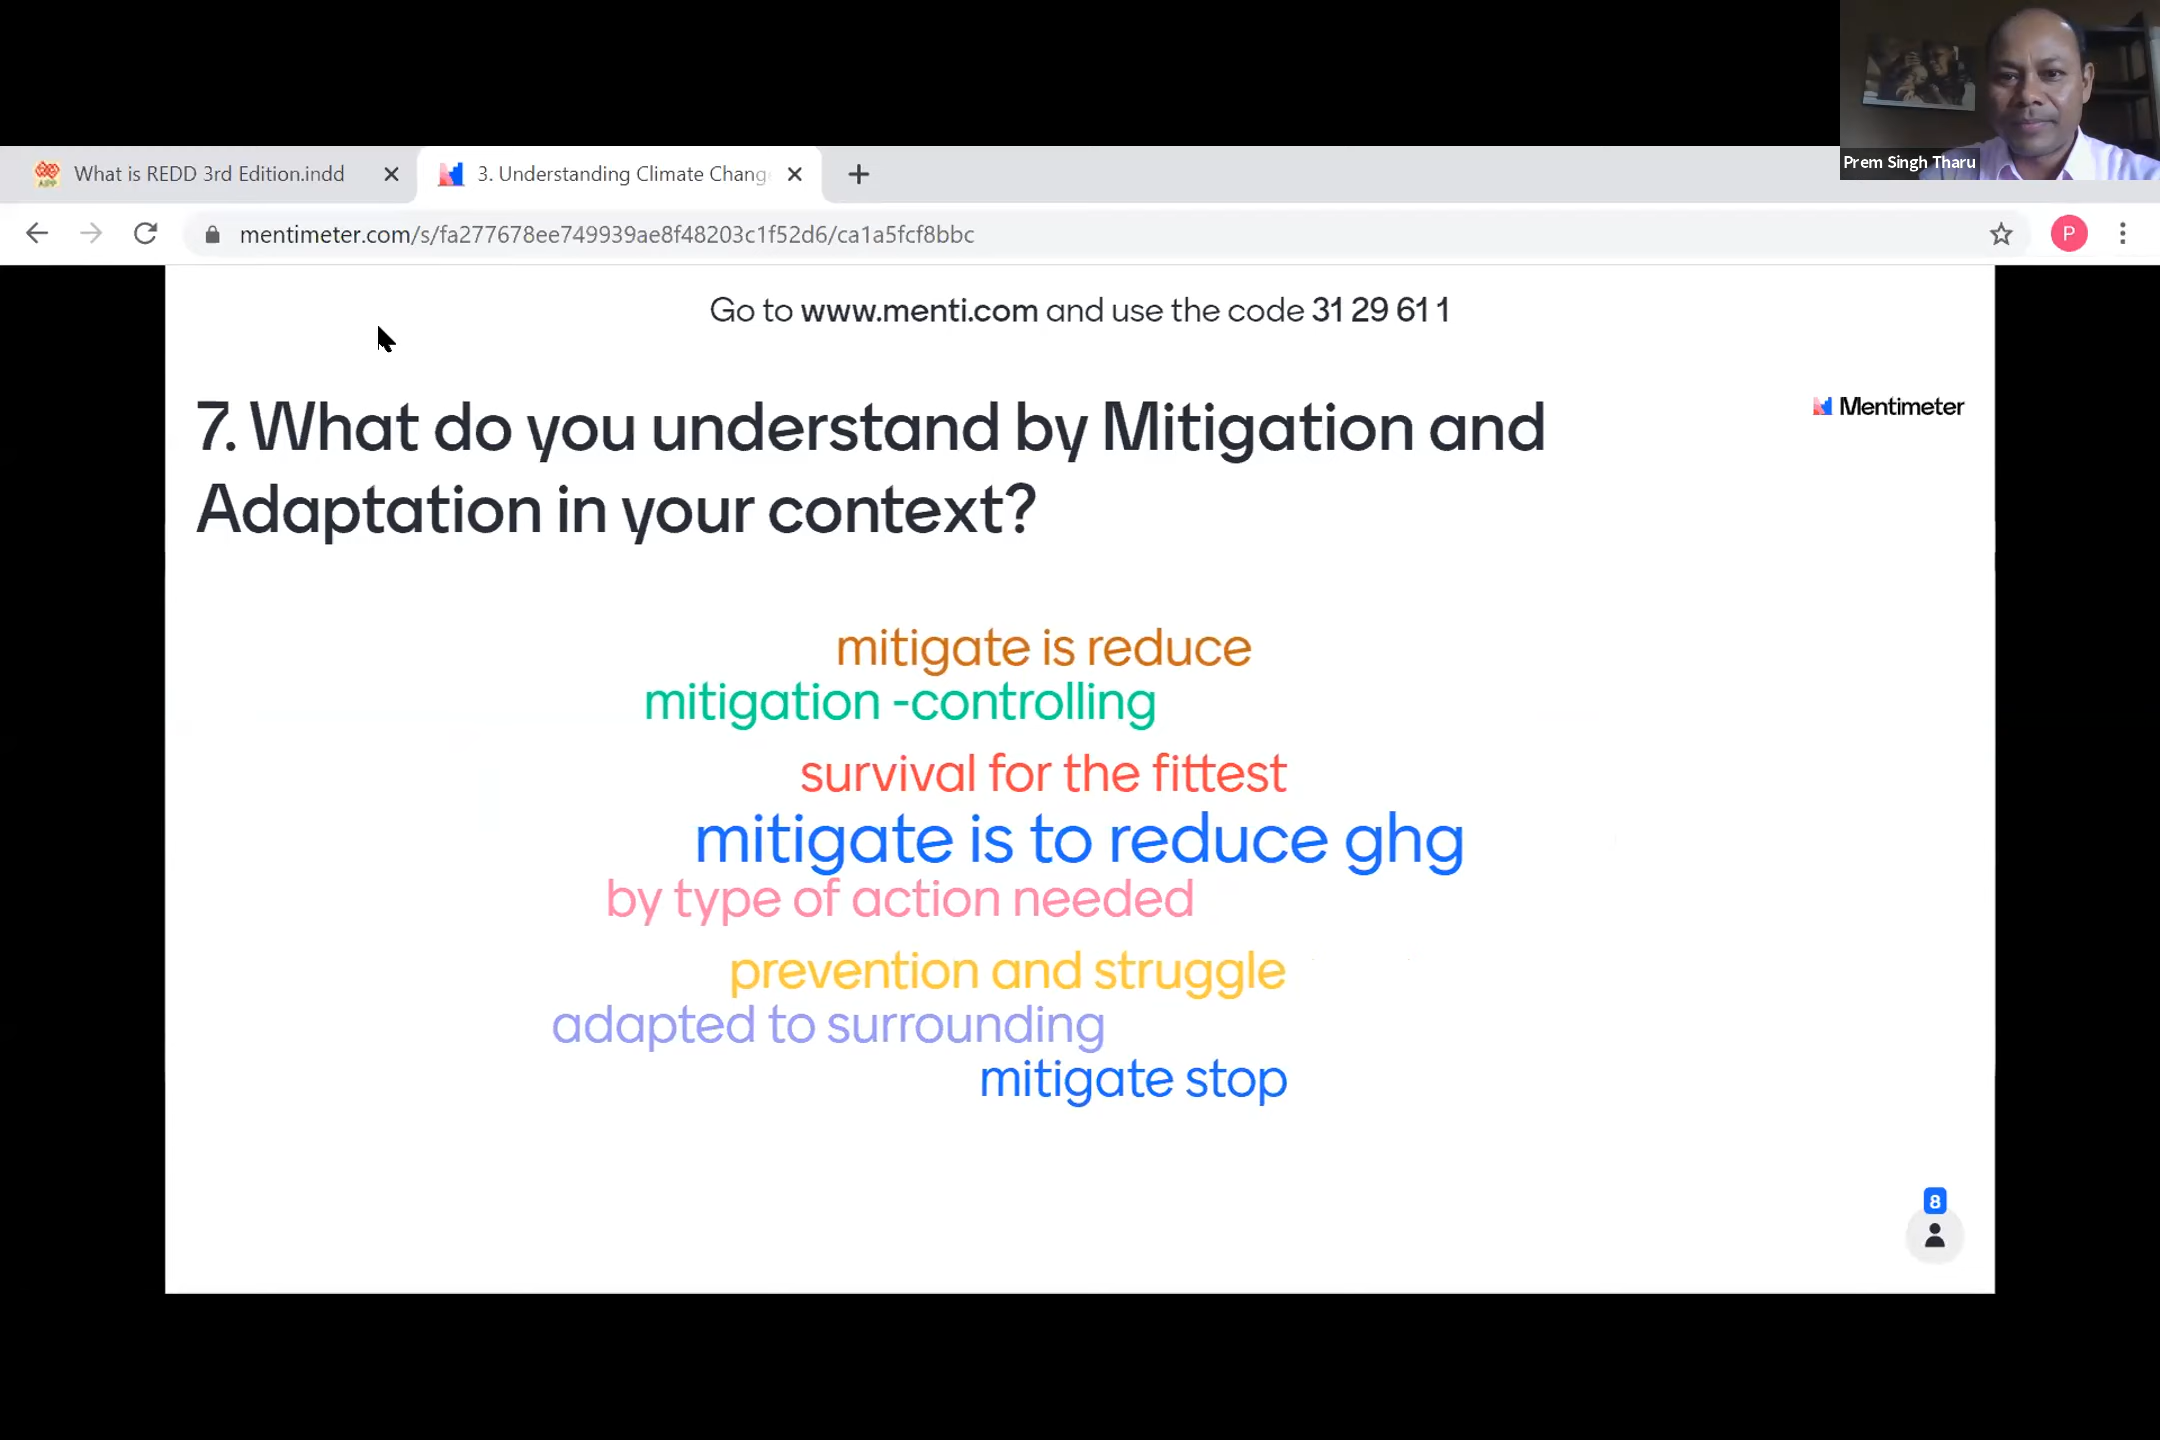 Prem Singh Tharu
What is REDD 3rd Edition.indd
3. Understanding Climate Chang
mentimeter.com/s/fa277678ee749939ae8f48203c1f52d6/ca1a5fcf8bbc
P
Go to www.menti.com and use the code 31 29 61 1
7. What do you understand by Mitigation and
Adaptation in your context?
Mentimeter
mitigate is reduce
mitigation -controlling
survival for the fittest
mitigate is to reduce ghg
by type of action needed
prevention and struggle
adapted to surrounding
mitigate stop
8